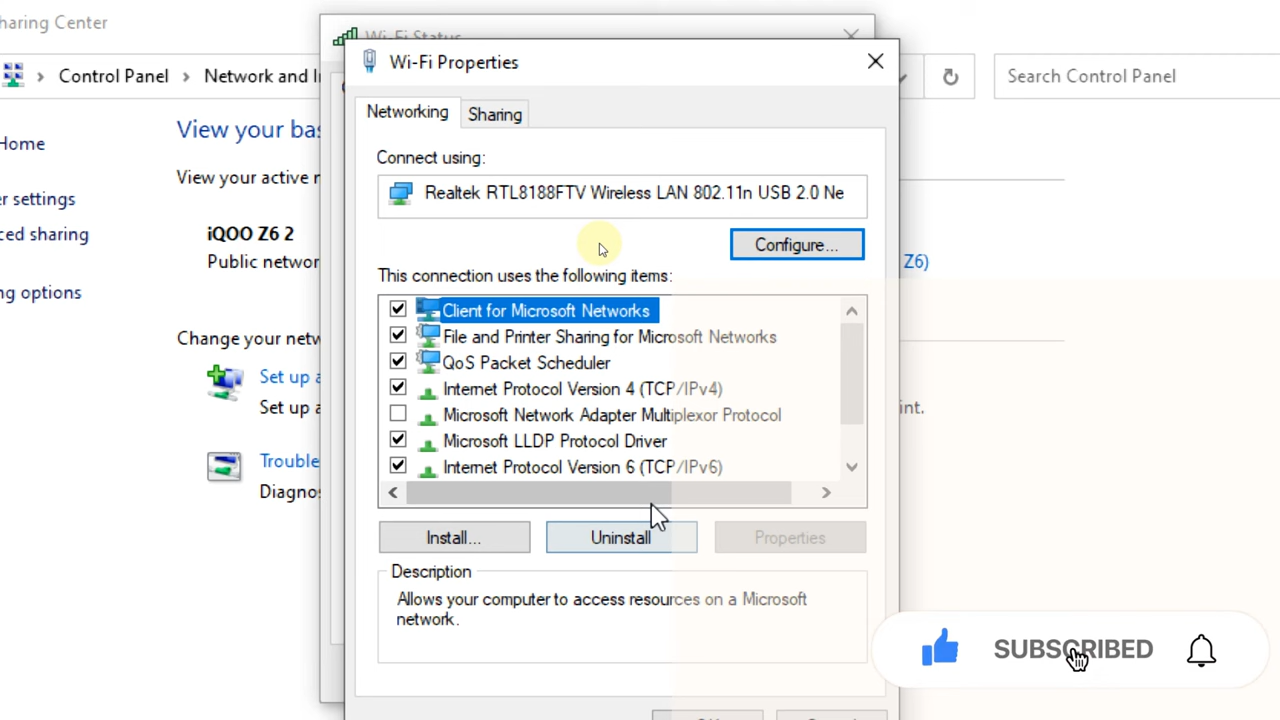 haring Center
Wi-Fi Status
Wi-Fi Properties
Control Panel
Network and I
Search Control Panel
Networking
Sharing
View your bas
Home
Connect using:
View your active n
Realtek RTL8188FTV Wireless LAN 802.11n USB 2.0 Ne
er settings
iQOO Z6 2
ced sharing
Configure...
Public networ
Z6)
This connection uses the following items:
ng options
Client for Microsoft Networks
File and Printer Sharing for Microsoft Networks
Change your netw
QoS Packet Scheduler
Set up a
Internet Protocol Version 4 (TCP/IPv4)
Set up a
Microsoft Network Adapter Multiplexor Protocol
int.
Microsoft LLDP Protocol Driver
Trouble
Internet Protocol Version 6 (TCP/IPv6)
Diagnos
Install...
Uninstall
Properties
Description
Allows your computer to access resources on a Microsoft
network.
SUBSCRIBED